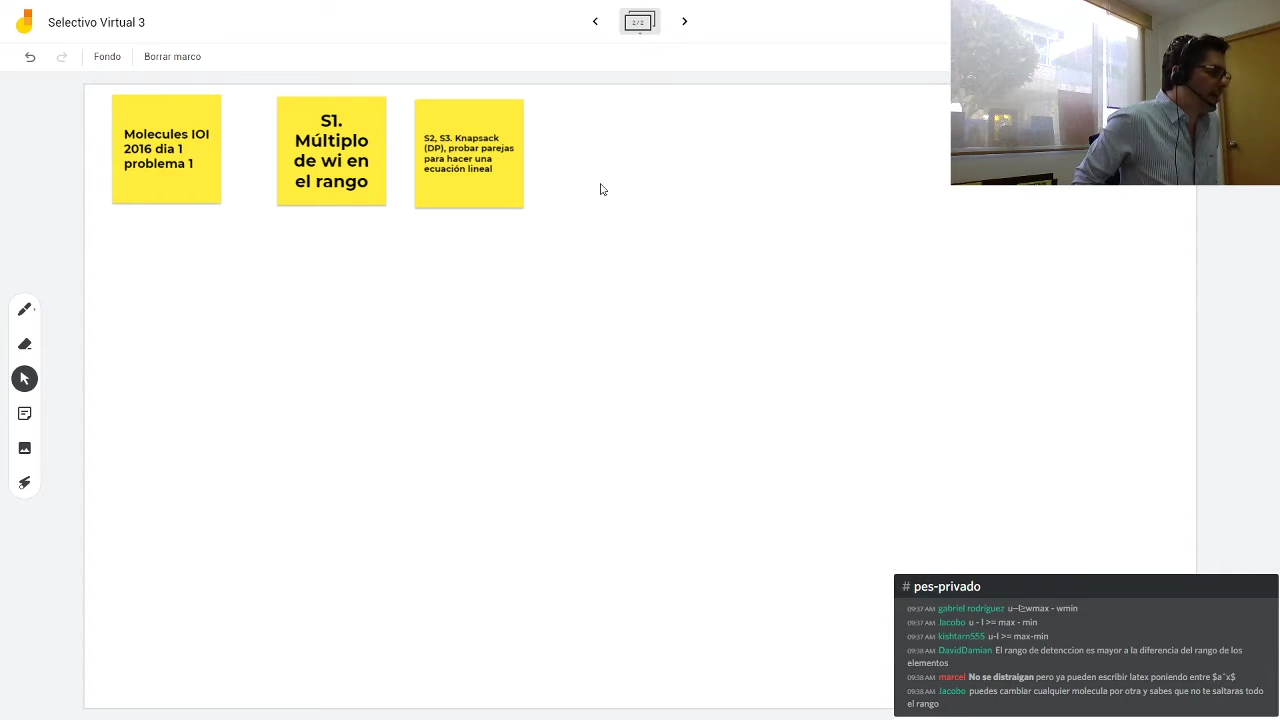 Selectivo Virtual 3
2 / 2
Fondo
Borrar marco
Molecules IOI
2016 dia 1
problema 1
S1.
Múltiplo
de wi en
el rango
S2, S3. Knapsack
(DP), probar parejas
para hacer una
ecuación lineal
# pes-privado
09:37 AM gabriel rodriguez u−l≥wmax - wmin
09:37 AM Jacobo u - l >= max - min
09:37 AM kishtarn555 u-l >= max-min
09:38 AM DavidDamian El rango de detenccion es mayor a la diferencia del rango de los
elementos
09:38 AM marcel No se distraigan pero ya pueden escribir latex poniendo entre $a^x$
09:38 AM Jacobo puedes cambiar cualquier molecula por otra y sabes que no te saltaras todo
el rango